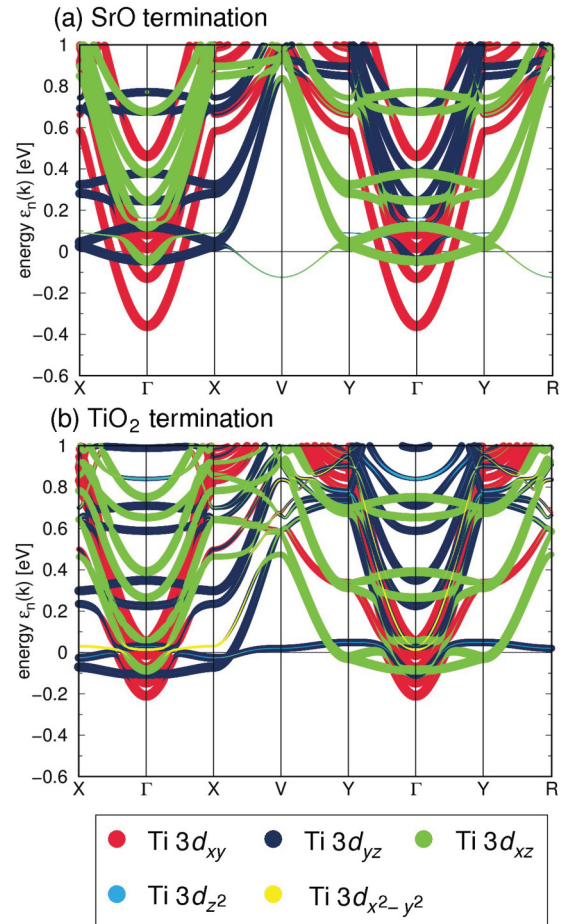 (a) SrO termination
energy εn(k) [eV]
1
0.8
0.6
0.4
0.2
0
−0.2
−0.4
−0.6
X Γ X V Y Γ Y R
(b) TiO2 termination
energy εn(k) [eV]
1
0.8
0.6
0.4
0.2
0
−0.2
−0.4
−0.6
X Γ X V Y Γ Y R
Ti 3dxy Ti 3dyz Ti 3dxz
Ti 3dz2 Ti 3dx2−y2